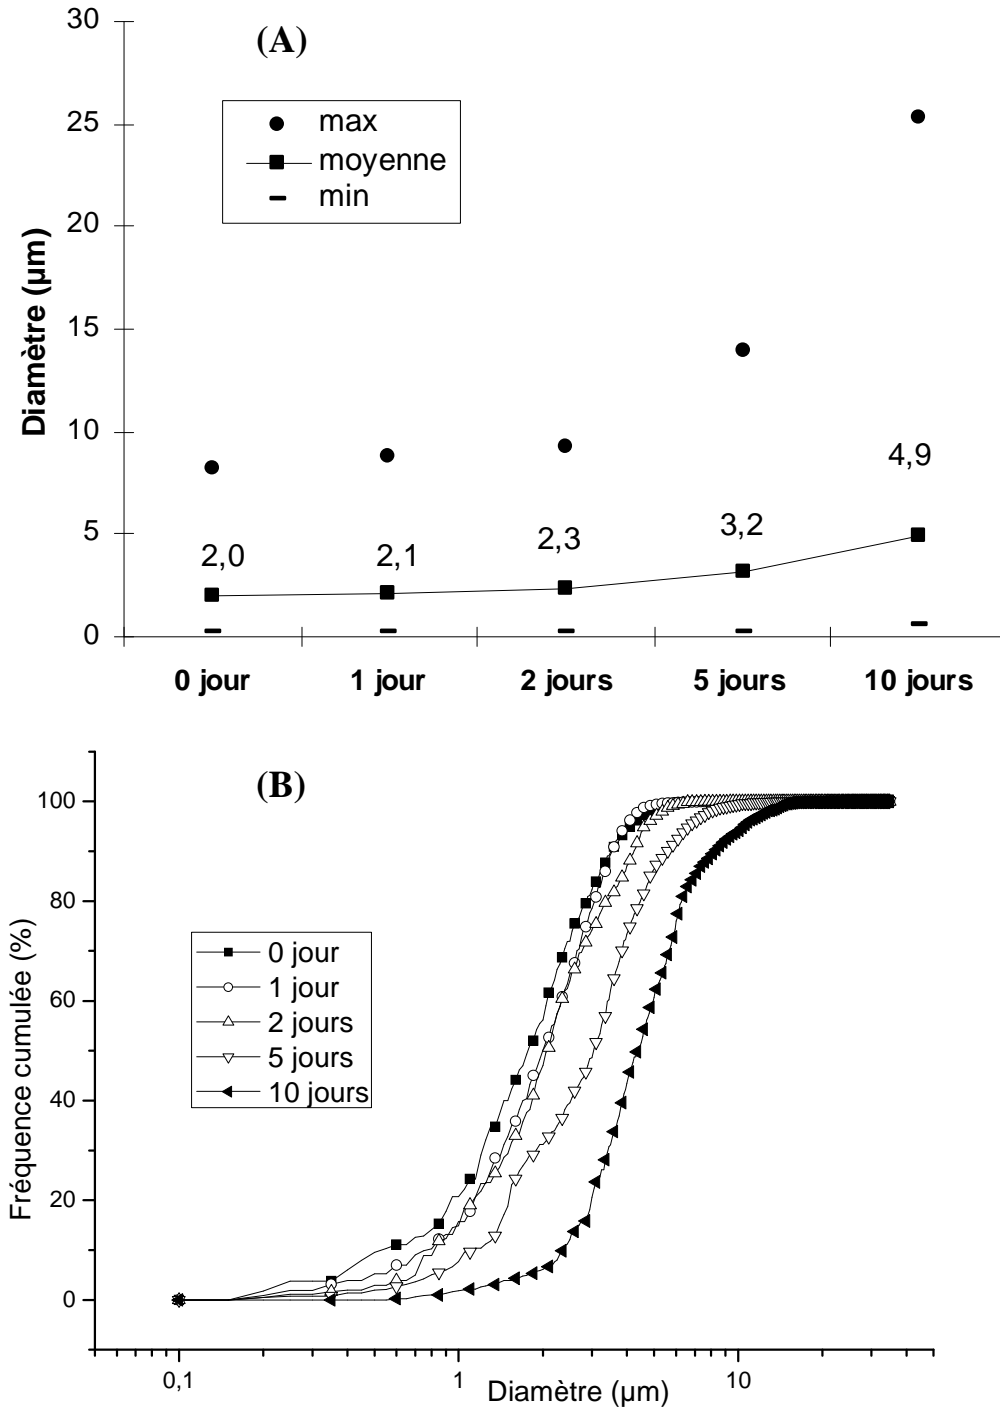 30
(A)
25
max
moyenne
20
min
Diamètre (µm)
15
10
4,9
5
2,0
2,1
2,3
3,2
0
0 jour
1 jour
2 jours
5 jours
10 jours
(B)
100
80
Fréquence cumulée (%)
0 jour
1 jour
60
2 jours
5 jours
10 jours
40
20
0
0,1
1
10
Diamètre (µm)